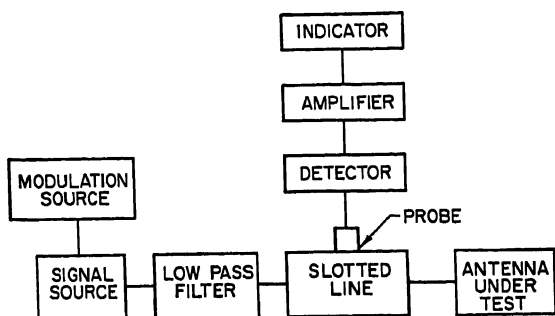 INDICATOR
AMPLIFIER
DETECTOR
MODULATION
SOURCE
PROBE
SIGNAL
SOURCE
LOW PASS
FILTER
SLOTTED
LINE
ANTENNA
UNDER
TEST